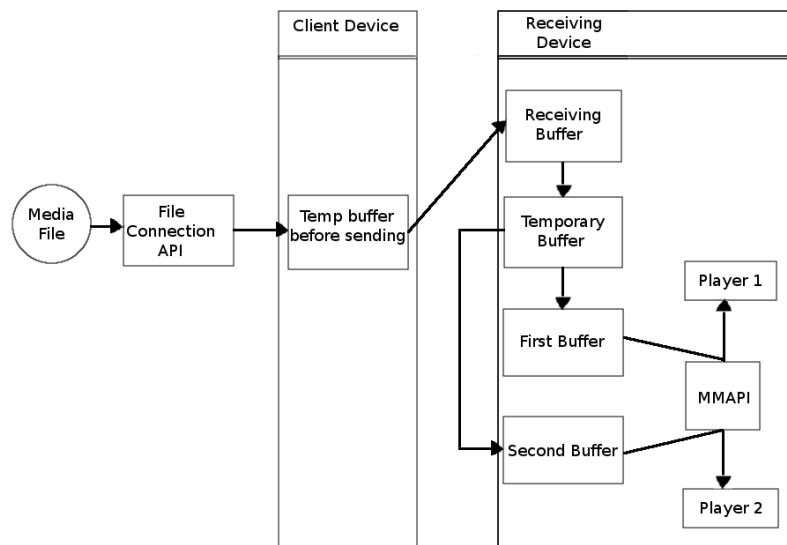 Client Device
Receiving
Device
Media
File
File
Connection
API
Temp buffer
before sending
Receiving
Buffer
Temporary
Buffer
First Buffer
Second Buffer
Player 1
MMAPI
Player 2